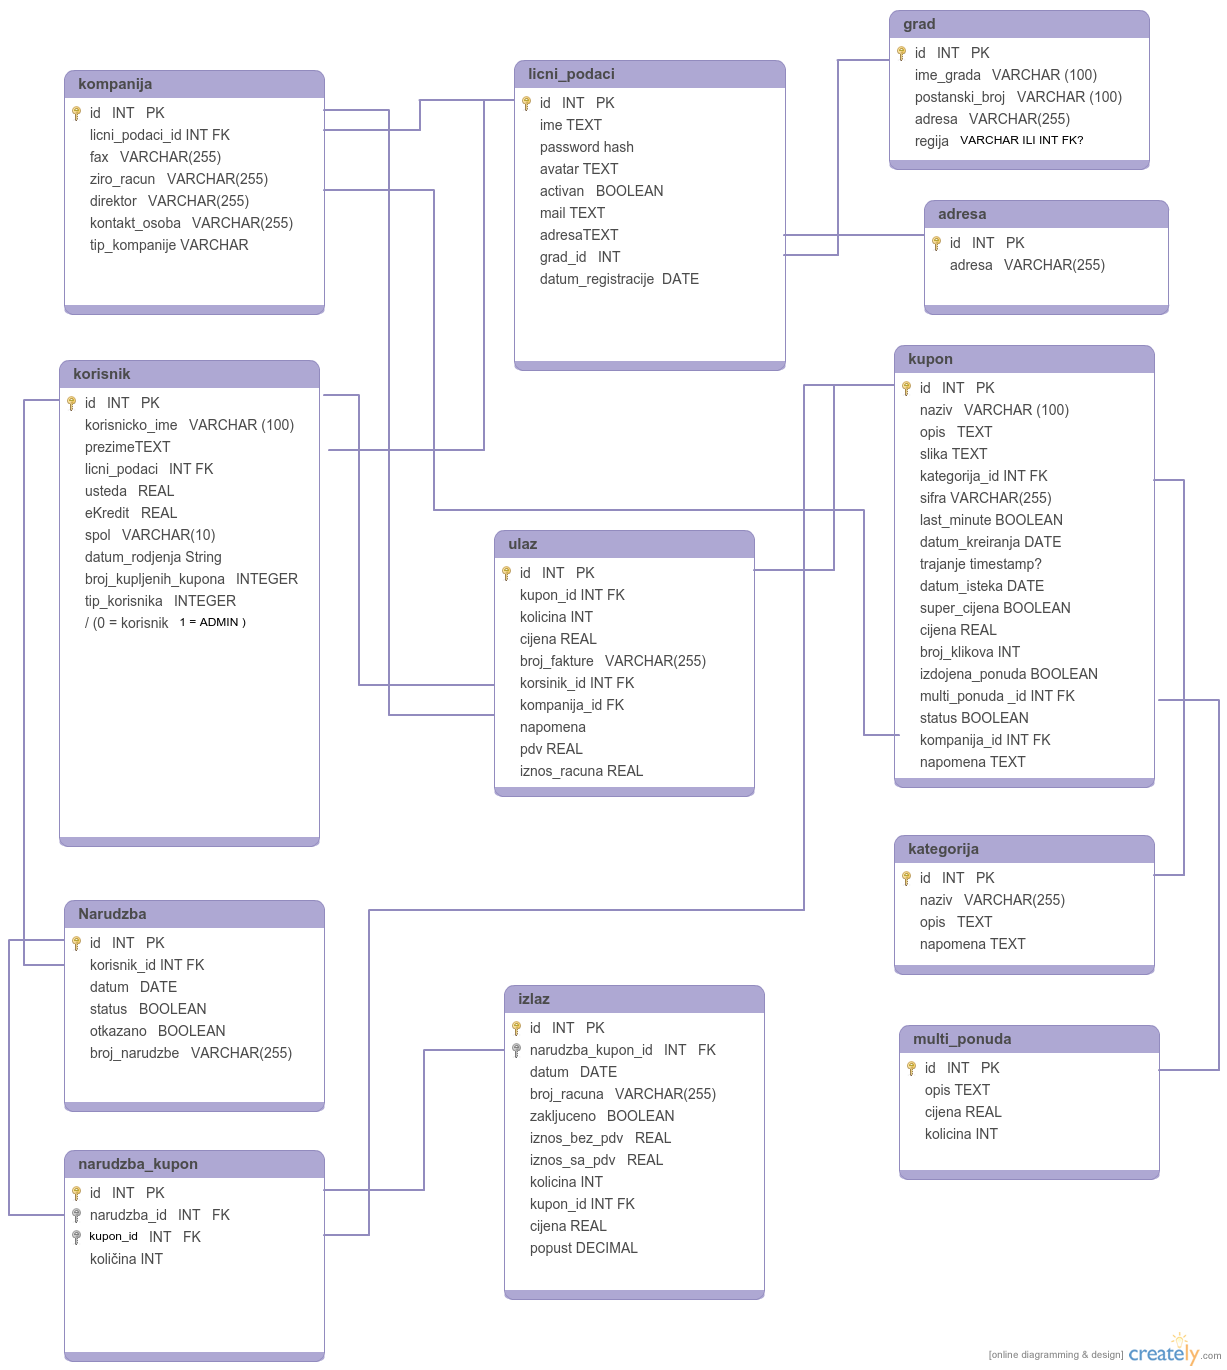 kompanija
id INT PK
licni_podaci_id INT FK
fax VARCHAR(255)
ziro_racun VARCHAR(255)
direktor VARCHAR(255)
kontakt_osoba VARCHAR(255)
tip_kompanije VARCHAR
licni_podaci
id INT PK
ime TEXT
password hash
avatar TEXT
activan BOOLEAN
mail TEXT
adresaTEXT
grad_id INT
datum_registracije DATE
grad
id INT PK
ime_grada VARCHAR (100)
postanski_broj VARCHAR (100)
adresa VARCHAR(255)
regija VARCHAR ILI INT FK?
adresa
id INT PK
adresa VARCHAR(255)
korisnik
id INT PK
korisnicko_ime VARCHAR (100)
prezimeTEXT
licni_podaci INT FK
usteda REAL
eKredit REAL
spol VARCHAR(10)
datum_rodjenja String
broj_kupljenih_kupona INTEGER
tip_korisnika INTEGER
/ (0 = korisnik 1 = ADMIN )
ulaz
id INT PK
kupon_id INT FK
kolicina INT
cijena REAL
broj_fakture VARCHAR(255)
korsinik_id INT FK
kompanija_id FK
napomena
pdv REAL
iznos_racuna REAL
kupon
id INT PK
naziv VARCHAR (100)
opis TEXT
slika TEXT
kategorija_id INT FK
sifra VARCHAR(255)
last_minute BOOLEAN
datum_kreiranja DATE
trajanje timestamp?
datum_isteka DATE
super_cijena BOOLEAN
cijena REAL
broj_klikova INT
izdojena_ponuda BOOLEAN
multi_ponuda _id INT FK
status BOOLEAN
kompanija_id INT FK
napomena TEXT
kategorija
id INT PK
naziv VARCHAR(255)
opis TEXT
napomena TEXT
Narudzba
id INT PK
korisnik_id INT FK
datum DATE
status BOOLEAN
otkazano BOOLEAN
broj_narudzbe VARCHAR(255)
izlaz
id INT PK
narudzba_kupon_id INT FK
datum DATE
broj_racuna VARCHAR(255)
zakljuceno BOOLEAN
iznos_bez_pdv REAL
iznos_sa_pdv REAL
kolicina INT
kupon_id INT FK
cijena REAL
popust DECIMAL
multi_ponuda
id INT PK
opis TEXT
cijena REAL
kolicina INT
narudzba_kupon
id INT PK
narudzba_id INT FK
kupon_id INT FK
količina INT
[online diagramming & design] creately.com